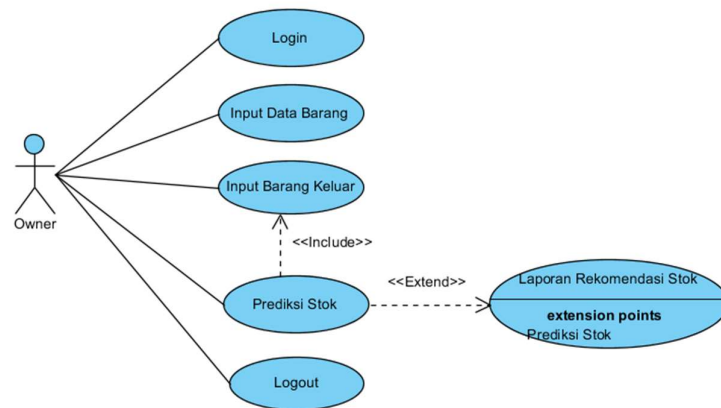 Login
Input Data Barang
Input Barang Keluar
Owner
<<Include>>
<<Extend>>
Prediksi Stok
Laporan Rekomendasi Stok
extension points
Prediksi Stok
Logout